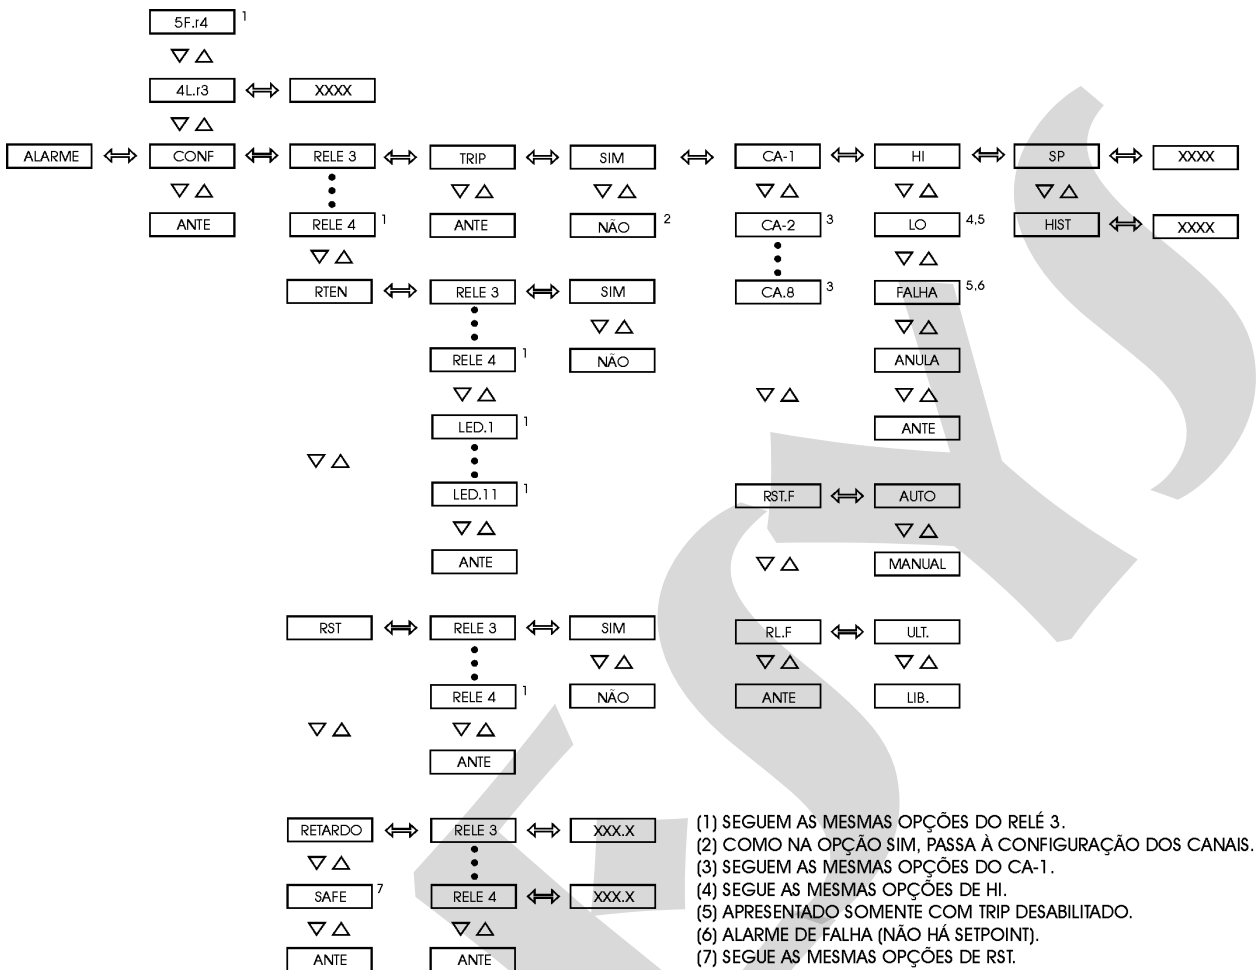 5F.r4 1
4L.r3 XXXX
ALARME CONF RELE 3 TRIP SIM CA-1 HI SP XXXX
ANTE RELE 4 1 ANTE NÃO 2 CA-2 3 LO 4,5 HIST XXXX
RTEN RELE 3 SIM CA.8 3 FALHA 5,6
RELE 4 1 NÃO ANULA
LED.1 1 ANTE
LED.11 1 RST.F AUTO
ANTE MANUAL
RST RELE 3 SIM RL.F ULT.
RELE 4 1 NÃO ANTE LIB.
ANTE
RETARDO RELE 3 XXX.X
SAFE 7 RELE 4 XXX.X
ANTE ANTE
(1) SEGUEM AS MESMAS OPÇÕES DO RELÉ 3.
(2) COMO NA OPÇÃO SIM, PASSA À CONFIGURAÇÃO DOS CANAIS.
(3) SEGUEM AS MESMAS OPÇÕES DO CA-1.
(4) SEGUE AS MESMAS OPÇÕES DE HI.
(5) APRESENTADO SOMENTE COM TRIP DESABILITADO.
(6) ALARME DE FALHA (NÃO HÁ SETPOINT).
(7) SEGUE AS MESMAS OPÇÕES DE RST.